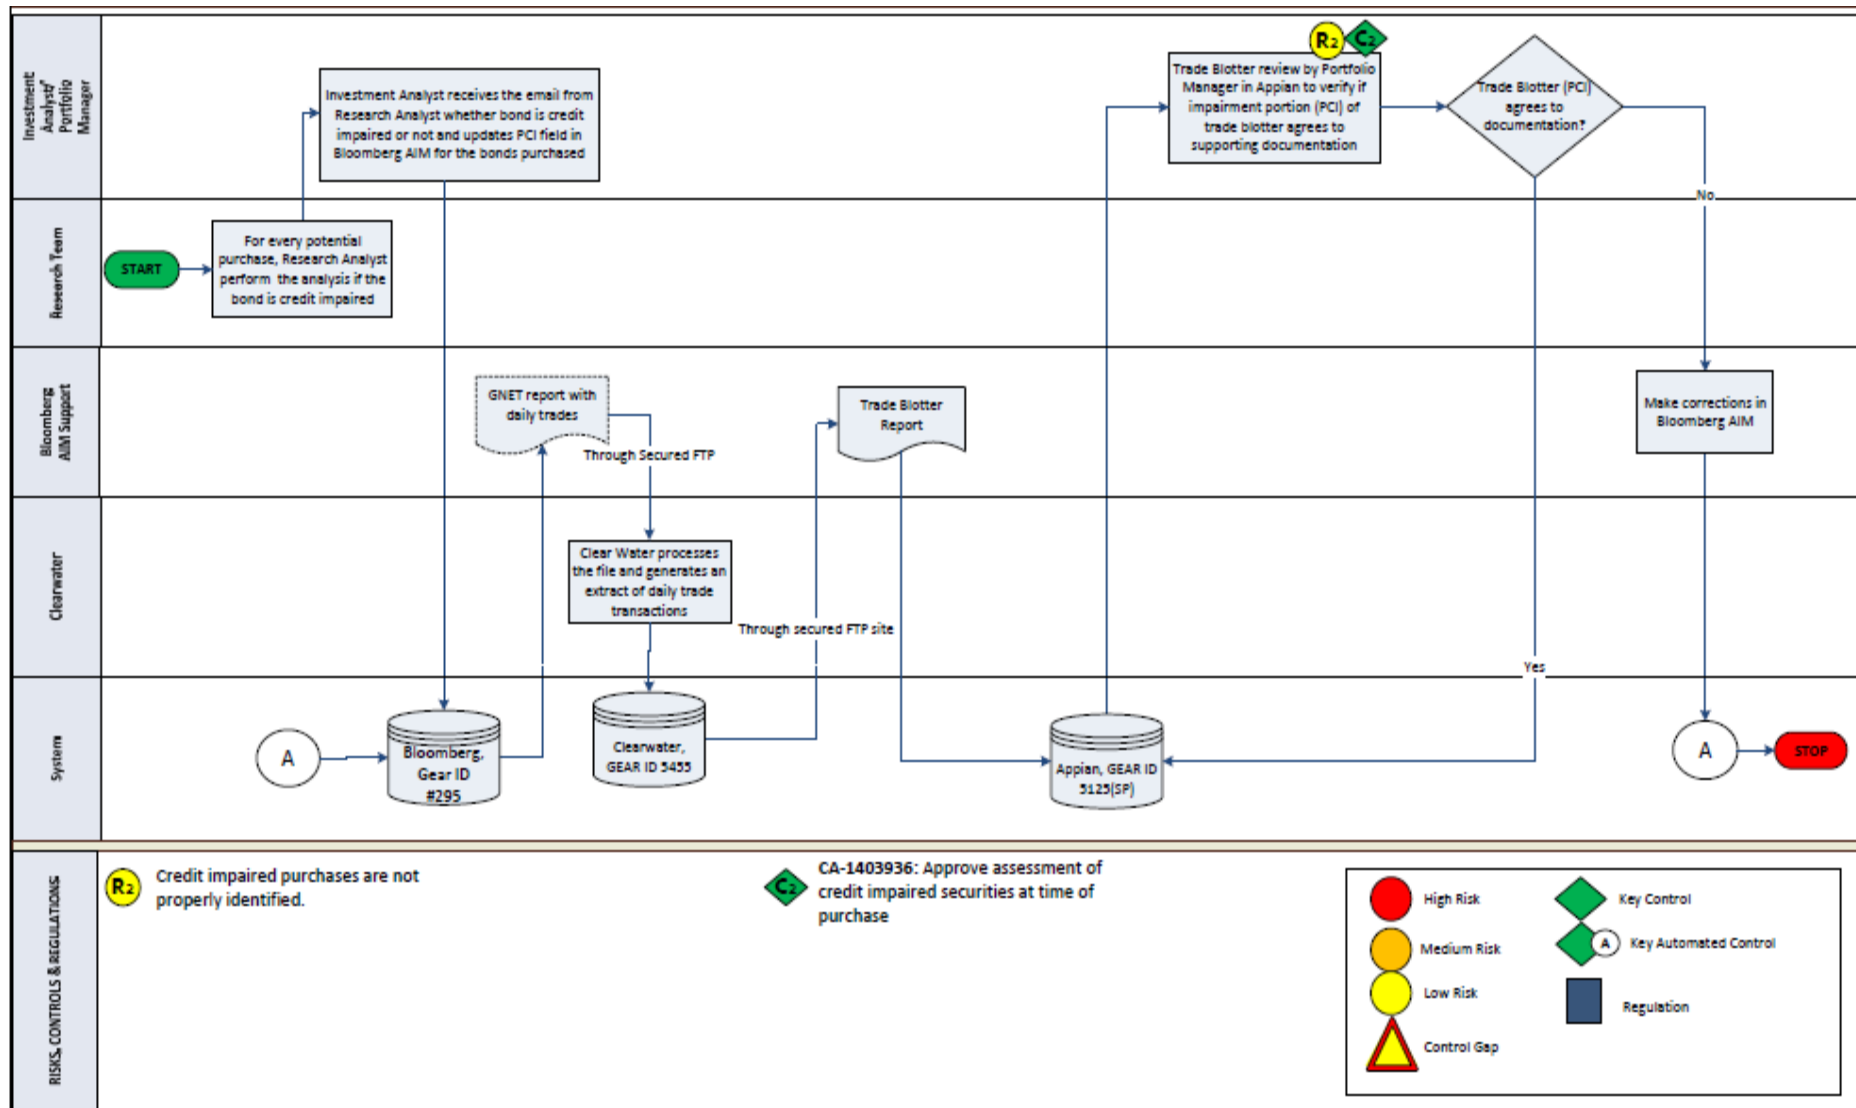 Investment
Analyst/
Portfolio
Manager
Investment Analyst receives the email from
Research Analyst whether bond is credit
impaired or not and updates PCI field in
Bloomberg AIM for the bonds purchased
R2
C2
Trade Blotter review by Portfolio
Manager in Appian to verify if
impairment portion (PCI) of
trade blotter agrees to
supporting documentation
Trade Blotter (PCI)
agrees to
documentation?
No
Research Team
START
For every potential
purchase, Research Analyst
perform the analysis if the
bond is credit impaired
Bloomberg
AIM Support
GNET report with
daily trades
Through Secured FTP
Trade Blotter
Report
Make corrections in
Bloomberg AIM
Clearwater
Clear Water processes
the file and generates an
extract of daily trade
transactions
Through secured FTP site
Yes
System
A
Bloomberg,
Gear ID
#295
Clearwater,
GEAR ID 5455
Appian, GEAR ID
5125(SP)
A
STOP
RISKS, CONTROLS & REGULATIONS
R2
Credit impaired purchases are not
properly identified.
C2
CA-1403936: Approve assessment of
credit impaired securities at time of
purchase
High Risk
Medium Risk
Low Risk
Control Gap
Key Control
A
Key Automated Control
Regulation